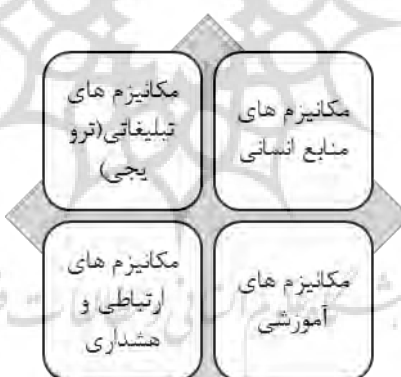 مکانیزم های
منابع انسانی
مکانیزم های
تبلیغاتی(ترو
یجی)
مکانیزم های
آموزشی
مکانیزم های
ارتباطی و
هشداری